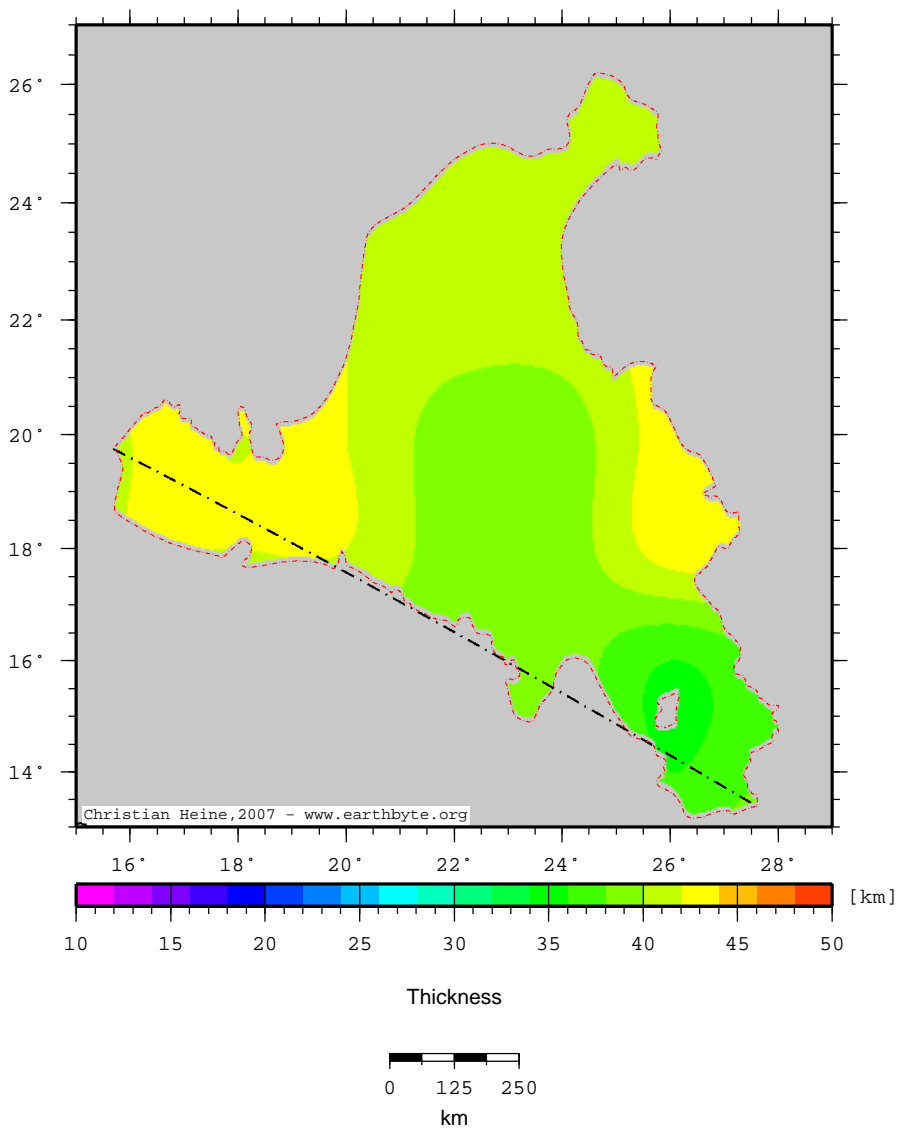 26°
24°
22°
20°
18°
16°
14°
Christian Heine,2007 - www.earthbyte.org
16° 18° 20° 22° 24° 26° 28°
[km]
10 15 20 25 30 35 40 45 50
Thickness
0 125 250
km